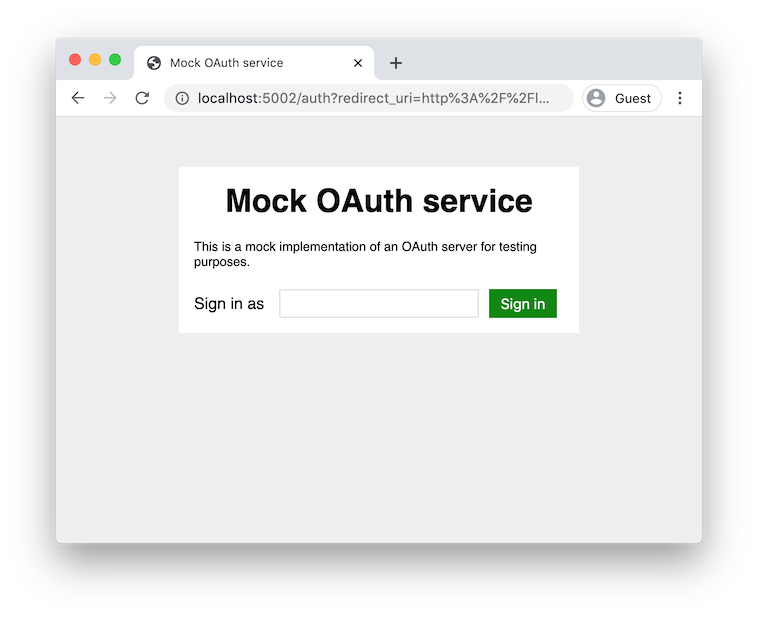 Mock OAuth service
localhost:5002/auth?redirect_uri=http%3A%2F%2Fl...
Guest
Mock OAuth service
This is a mock implementation of an OAuth server for testing
purposes.
Sign in as
Sign in